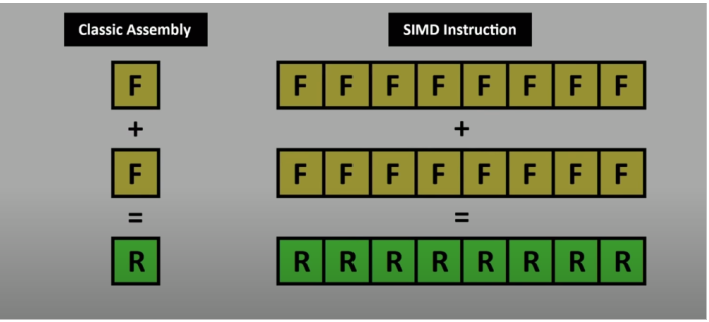 Classic Assembly SIMD Instruction
F F F F F F F F F
+ +
F F F F F F F F F
= =
R R R R R R R R R